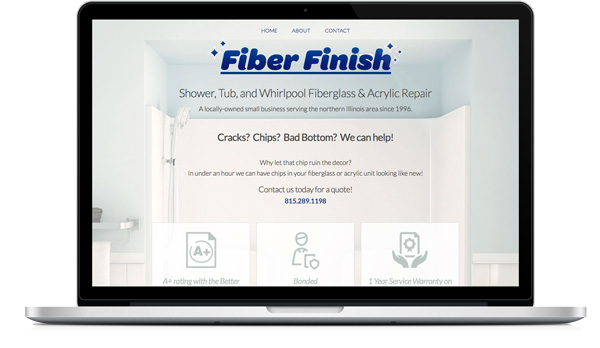 HOME ABOUT CONTACT
Fiber Finish
Shower, Tub, and Whirlpool Fiberglass & Acrylic Repair
A locally-owned small business serving the northern Illinois area since 1996.
Cracks? Chips? Bad Bottom? We can help!
Why let that chip ruin the decor?
In under an hour we can have chips in your fiberglass or acrylic unit looking like new!
Contact us today for a quote!
815.289.1198
A+
A+ rating with the Better Bonded 1 Year Service Warranty on